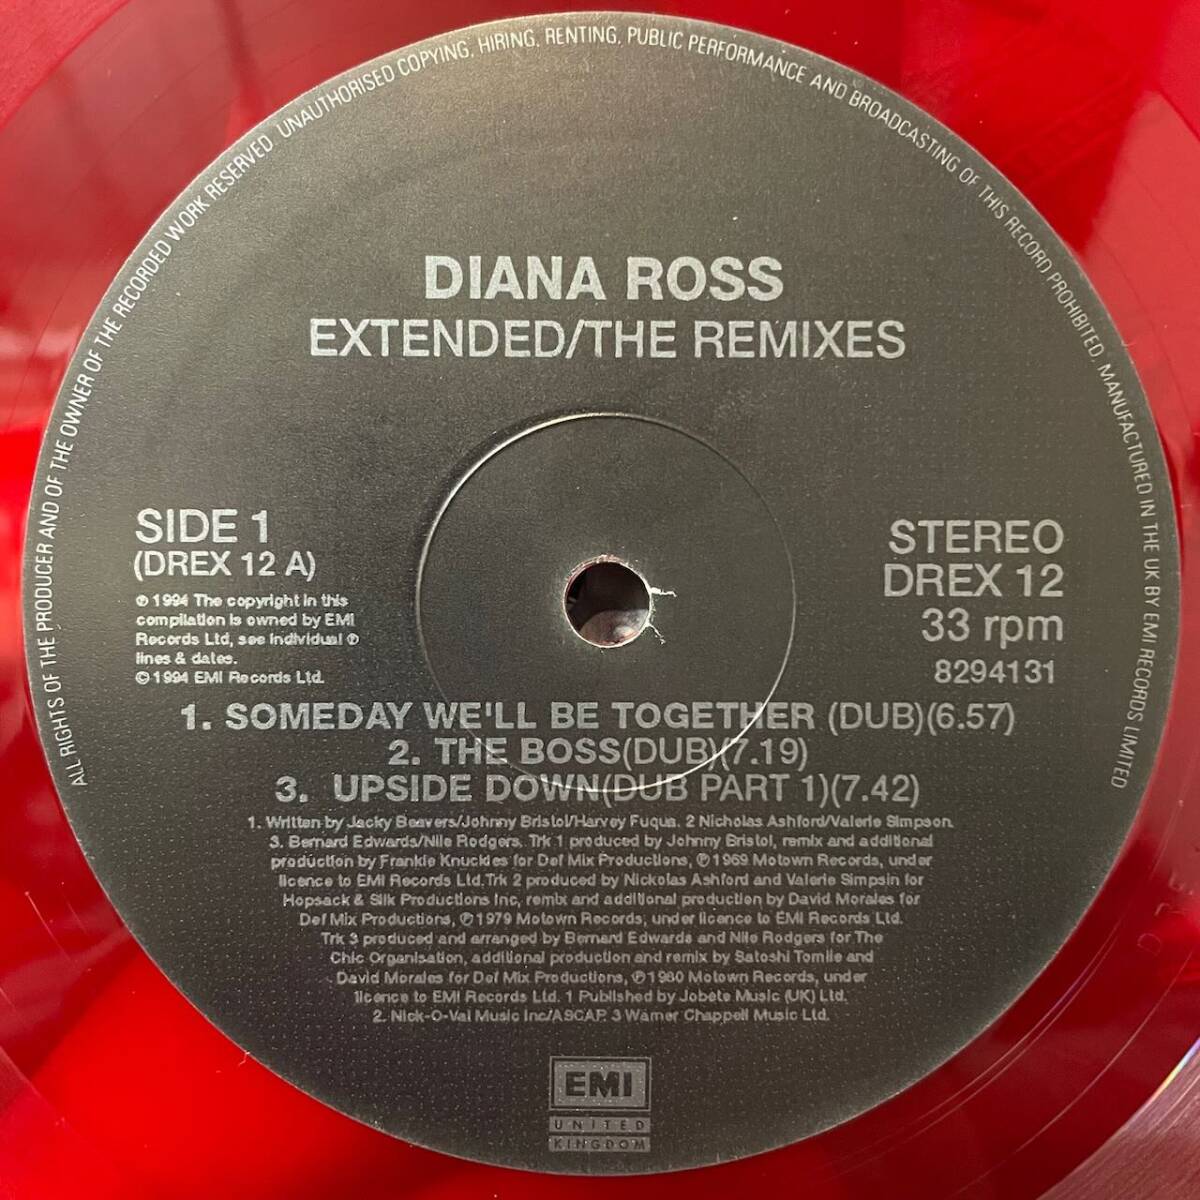 ALL RIGHTS OF THE PRODUCER AND OF THE OWNER OF THE RECORDED WORK RESERVED. UNAUTHORISED COPYING, HIRING, RENTING, PUBLIC PERFORMANCE AND BROADCASTING OF THIS RECORD PROHIBITED. MANUFACTURED IN THE UK BY EMI RECORDS LIMITED
DIANA ROSS
EXTENDED/THE REMIXES
SIDE 1
(DREX 12 A)
℗ 1994 The copyright in this
compilation is owned by EMI
Records Ltd, see individual ℗
lines & dates.
© 1994 EMI Records Ltd.
STEREO
DREX 12
33 rpm
8294131
1. SOMEDAY WE'LL BE TOGETHER (DUB)(6.57)
2. THE BOSS(DUB)(7.19)
3. UPSIDE DOWN(DUB PART 1)(7.42)
1. Written by Jacky Beavers/Johnny Bristol/Harvey Fuqua. 2 Nicholas Ashford/Valerie Simpson.
3. Bernard Edwards/Nile Rodgers. Trk 1 produced by Johnny Bristol, remix and additional
production by Frankie Knuckles for Def Mix Productions, ℗ 1969 Motown Records, under
licence to EMI Records Ltd.Trk 2 produced by Nickolas Ashford and Valerie Simpsin for
Hopsack & Silk Productions Inc, remix and additional production by David Morales for
Def Mix Productions, ℗ 1979 Motown Records, under licence to EMI Records Ltd.
Trk 3 produced and arranged by Bernard Edwards and Nile Rodgers for The
Chic Organisation, additional production and remix by Satoshi Tomiie and
David Morales for Def Mix Productions, ℗ 1980 Motown Records, under
licence to EMI Records Ltd. 1 Published by Jobete Music (UK) Ltd.
2. Nick-O-Val Music Inc/ASCAP. 3 Warner Chappell Music Ltd.
EMI
UNITED
KINGDOM